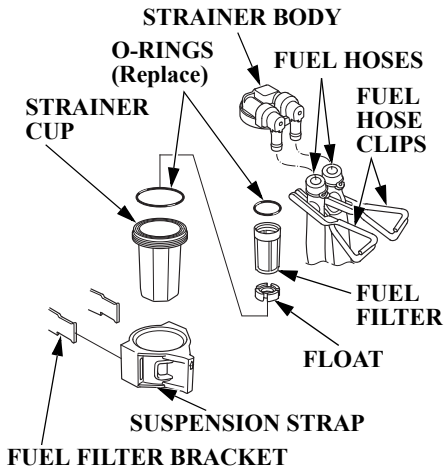 STRAINER BODY
O-RINGS
(Replace)
FUEL HOSES
STRAINER
CUP
FUEL
HOSE
CLIPS
FUEL
FILTER
FLOAT
SUSPENSION STRAP
FUEL FILTER BRACKET